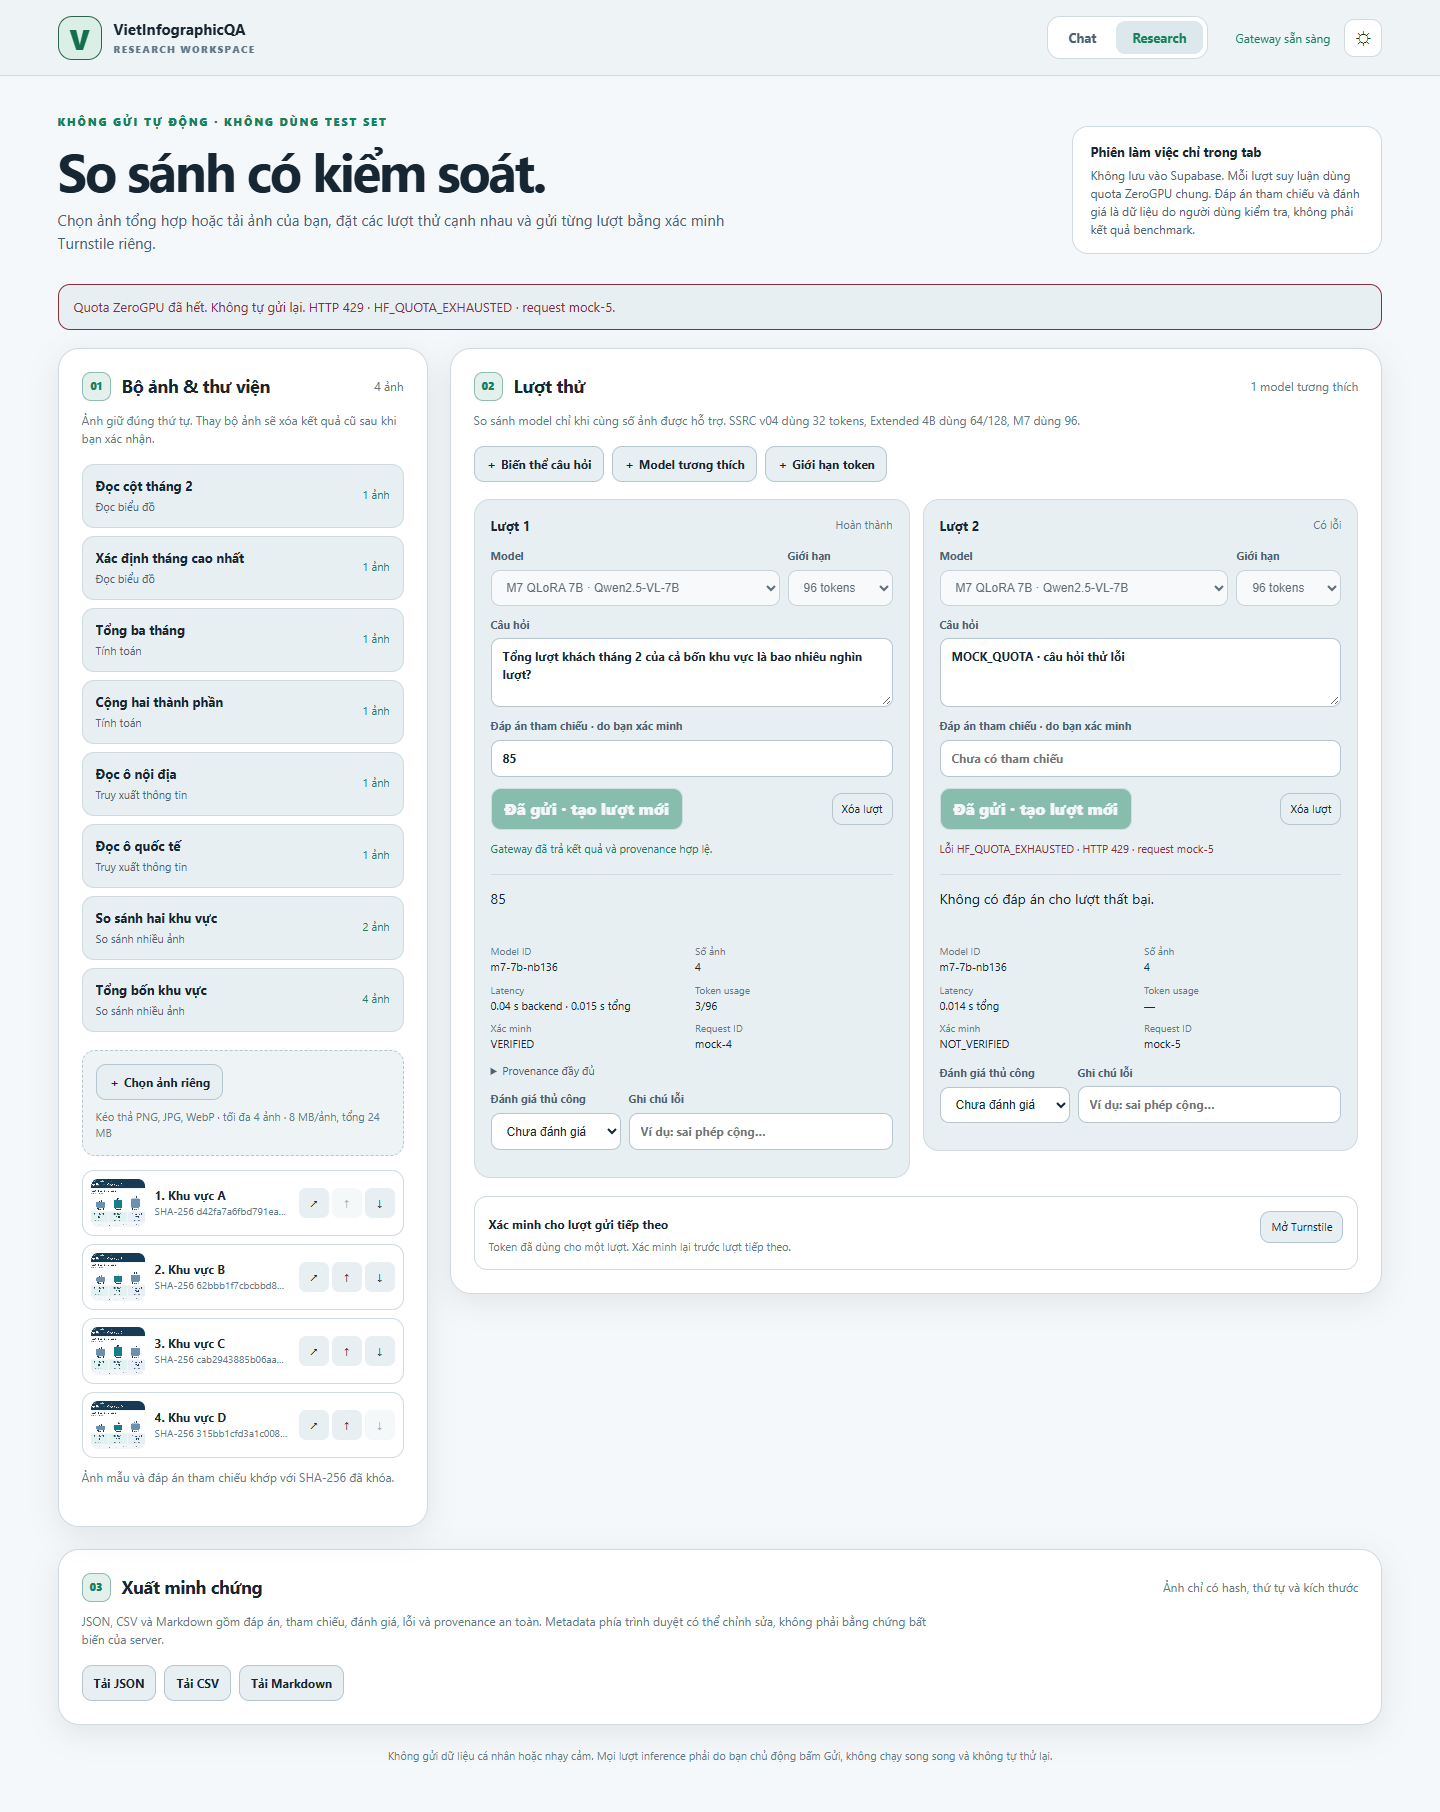 V
VietInfographicQA
RESEARCH WORKSPACE
Chat
Research
Gateway sẵn sàng
KHÔNG GỬI TỰ ĐỘNG · KHÔNG DÙNG TEST SET
So sánh có kiểm soát.
Chọn ảnh tổng hợp hoặc tải ảnh của bạn, đặt các lượt thử cạnh nhau và gửi từng lượt bằng xác minh
Turnstile riêng.
Phiên làm việc chỉ trong tab
Không lưu vào Supabase. Mỗi lượt suy luận dùng
quota ZeroGPU chung. Đáp án tham chiếu và đánh
giá là dữ liệu do người dùng kiểm tra, không phải
kết quả benchmark.
Quota ZeroGPU đã hết. Không tự gửi lại. HTTP 429 · HF_QUOTA_EXHAUSTED · request mock-5.
01 Bộ ảnh & thư viện
4 ảnh
Ảnh giữ đúng thứ tự. Thay bộ ảnh sẽ xóa kết quả cũ sau khi
bạn xác nhận.
Đọc cột tháng 2
Đọc biểu đồ
1 ảnh
Xác định tháng cao nhất
Đọc biểu đồ
1 ảnh
Tổng ba tháng
Tính toán
1 ảnh
Cộng hai thành phần
Tính toán
1 ảnh
Đọc ô nội địa
Truy xuất thông tin
1 ảnh
Đọc ô quốc tế
Truy xuất thông tin
1 ảnh
So sánh hai khu vực
So sánh nhiều ảnh
2 ảnh
Tổng bốn khu vực
So sánh nhiều ảnh
4 ảnh
+ Chọn ảnh riêng
Kéo thả PNG, JPG, WebP · tối đa 4 ảnh · 8 MB/ảnh, tổng 24
MB
1. Khu vực A
SHA-256 d42fa7a6fbd791ea...
↗ ↑ ↓
2. Khu vực B
SHA-256 62bbb1f7cbcbbd8...
↗ ↑ ↓
3. Khu vực C
SHA-256 cab2943885b06aa...
↗ ↑ ↓
4. Khu vực D
SHA-256 315bb1cfd3a1c008...
↗ ↑ ↓
Ảnh mẫu và đáp án tham chiếu khớp với SHA-256 đã khóa.
02 Lượt thử
1 model tương thích
So sánh model chỉ khi cùng số ảnh được hỗ trợ. SSRC v04 dùng 32 tokens, Extended 4B dùng 64/128, M7 dùng 96.
+ Biến thể câu hỏi
+ Model tương thích
+ Giới hạn token
Lượt 1
Hoàn thành
Model
Giới hạn
M7 QLoRA 7B · Qwen2.5-VL-7B
96 tokens
Câu hỏi
Tổng lượt khách tháng 2 của cả bốn khu vực là bao nhiêu nghìn
lượt?
Đáp án tham chiếu · do bạn xác minh
85
Đã gửi · tạo lượt mới
Xóa lượt
Gateway đã trả kết quả và provenance hợp lệ.
85
Model ID
Số ảnh
m7-7b-nb136
4
Latency
Token usage
0.04 s backend · 0.015 s tổng
3/96
Xác minh
Request ID
VERIFIED
mock-4
▶ Provenance đầy đủ
Đánh giá thủ công
Ghi chú lỗi
Chưa đánh giá
Ví dụ: sai phép cộng...
Lượt 2
Có lỗi
Model
Giới hạn
M7 QLoRA 7B · Qwen2.5-VL-7B
96 tokens
Câu hỏi
MOCK_QUOTA · câu hỏi thử lỗi
Đáp án tham chiếu · do bạn xác minh
Chưa có tham chiếu
Đã gửi · tạo lượt mới
Xóa lượt
Lỗi HF_QUOTA_EXHAUSTED · HTTP 429 · request mock-5
Không có đáp án cho lượt thất bại.
Model ID
Số ảnh
m7-7b-nb136
4
Latency
Token usage
0.014 s tổng
—
Xác minh
Request ID
NOT_VERIFIED
mock-5
Đánh giá thủ công
Ghi chú lỗi
Chưa đánh giá
Ví dụ: sai phép cộng...
Xác minh cho lượt gửi tiếp theo
Token đã dùng cho một lượt. Xác minh lại trước lượt tiếp theo.
Mở Turnstile
03 Xuất minh chứng
Ảnh chỉ có hash, thứ tự và kích thước
JSON, CSV và Markdown gồm đáp án, tham chiếu, đánh giá, lỗi và provenance an toàn. Metadata phía trình duyệt có thể chỉnh sửa, không phải bằng chứng bất
biến của server.
Tải JSON
Tải CSV
Tải Markdown
Không gửi dữ liệu cá nhân hoặc nhạy cảm. Mọi lượt inference phải do bạn chủ động bấm Gửi, không chạy song song và không tự thử lại.